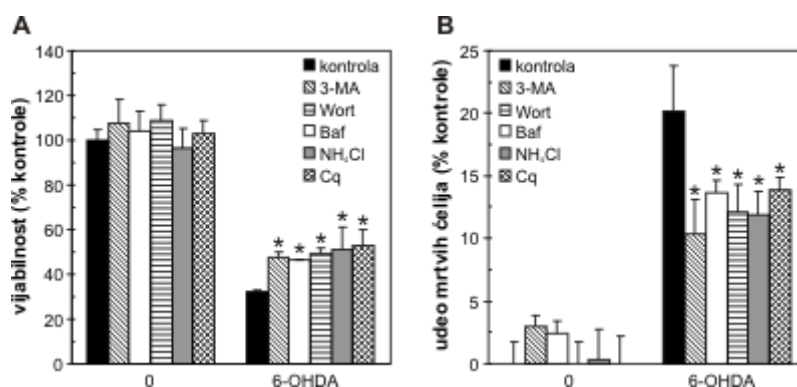 A
140
120
100
80
60
40
20
0
vijabilnost (% kontrole)
kontrola
3-MA
Wort
Baf
NH₄Cl
Cq
* * * * *
0
6-OHDA
B
25
20
15
10
5
0
udeo mrtvih ćelija (% kontrole)
kontrola
3-MA
Wort
Baf
NH₄Cl
Cq
* * * * *
0
6-OHDA